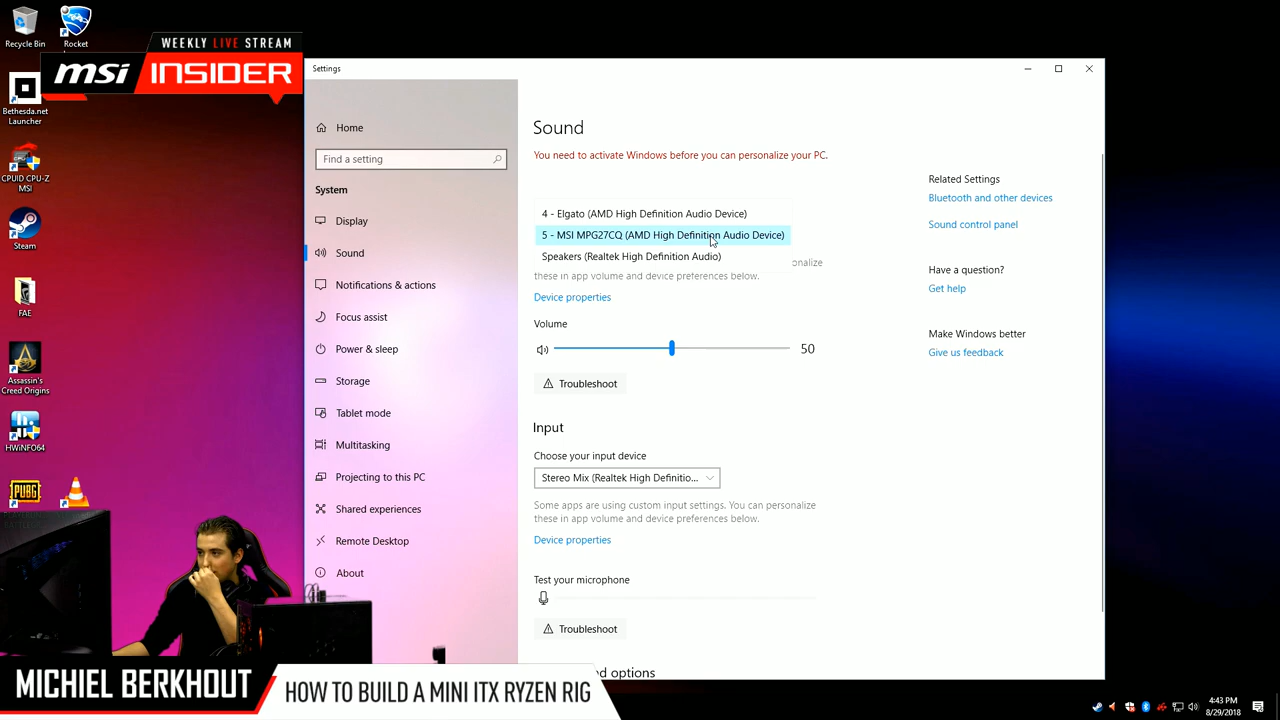 Recycle Bin
Rocket
WEEKLY LIVE STREAM
msi INSIDER
Bethesda.net
Launcher
CPUID CPU-Z
MSI
Steam
FAE
Assassin's
Creed Origins
HWiNFO64
PUBG
Settings
Home
Find a setting
System
Display
Sound
Notifications & actions
Focus assist
Power & sleep
Storage
Tablet mode
Multitasking
Projecting to this PC
Shared experiences
Remote Desktop
About
Sound
You need to activate Windows before you can personalize your PC.
4 - Elgato (AMD High Definition Audio Device)
5 - MSI MPG27CQ (AMD High Definition Audio Device)
Speakers (Realtek High Definition Audio)
onalize
these in app volume and device preferences below.
Device properties
Volume
50
Troubleshoot
Input
Choose your input device
Stereo Mix (Realtek High Definitio...
Some apps are using custom input settings. You can personalize
these in app volume and device preferences below.
Device properties
Test your microphone
Troubleshoot
d options
Related Settings
Bluetooth and other devices
Sound control panel
Have a question?
Get help
Make Windows better
Give us feedback
MICHIEL BERKHOUT
HOW TO BUILD A MINI ITX RYZEN RIG
4:43 PM
8/29/2018